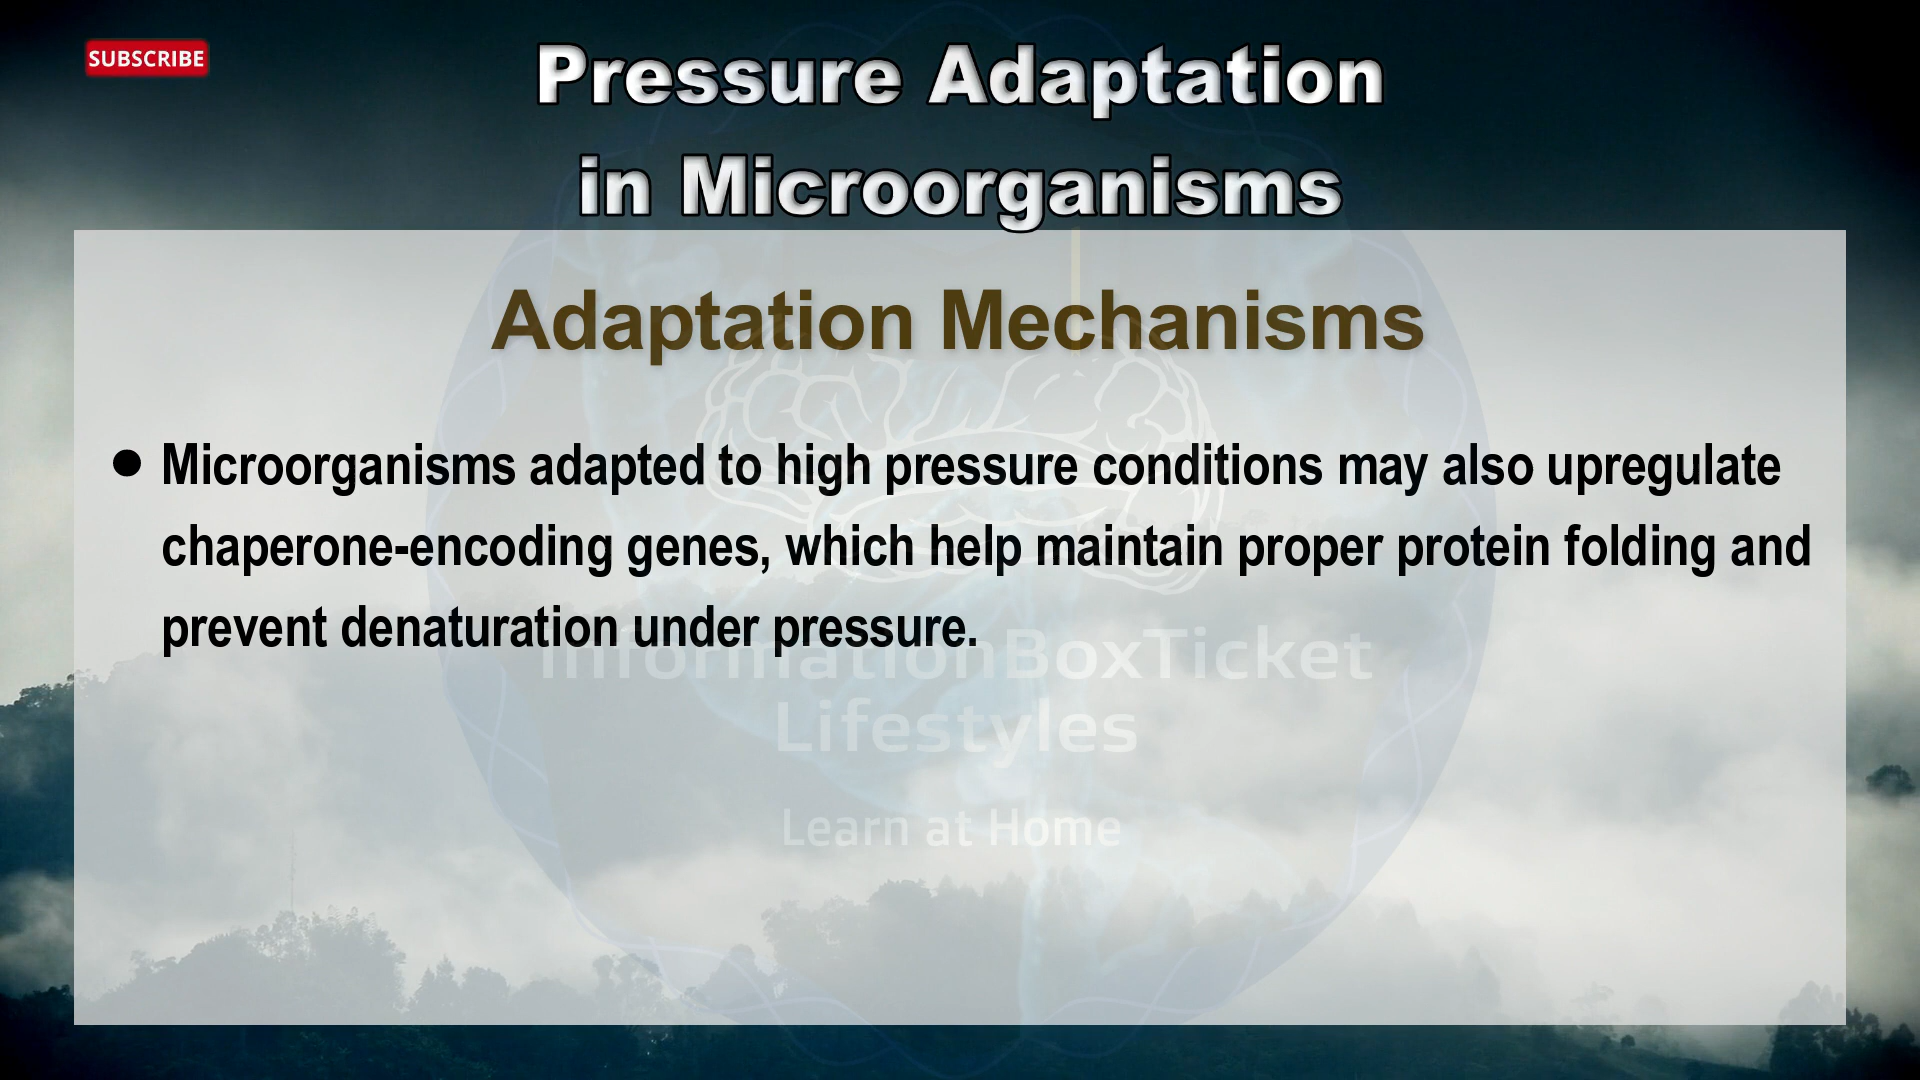 SUBSCRIBE
Pressure Adaptation
in Microorganisms
Adaptation Mechanisms
● Microorganisms adapted to high pressure conditions may also upregulate
chaperone-encoding genes, which help maintain proper protein folding and
prevent denaturation under pressure.
InformationBoxTicket
Lifestyles
Learn at Home